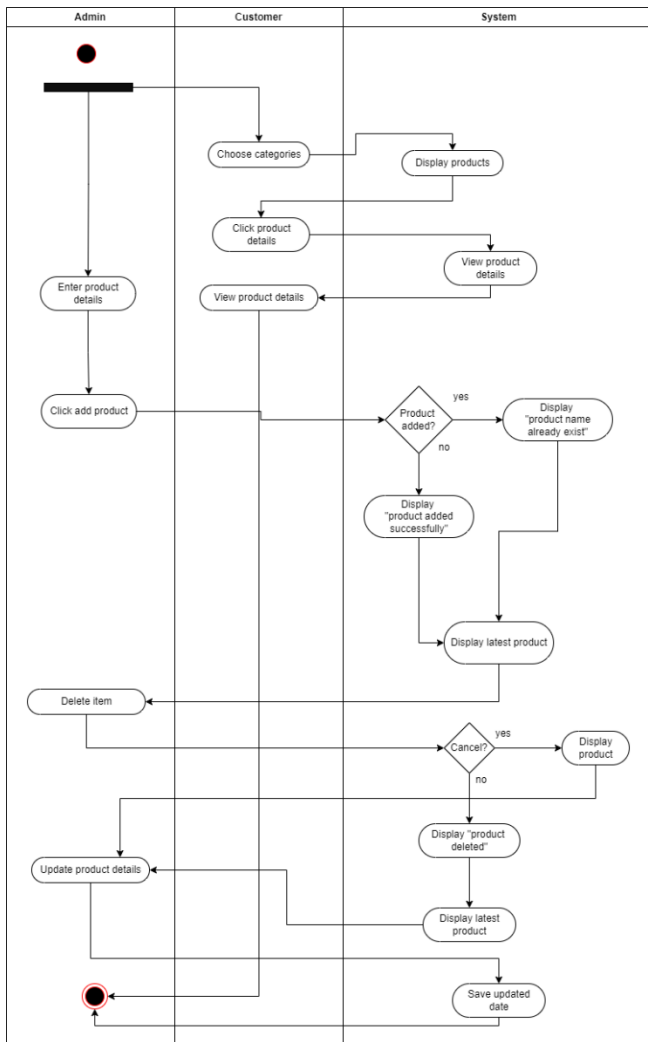 Admin
Customer
System
Choose categories
Display products
Click product
details
View product
details
Enter product
details
View product details
Click add product
Product
added?
yes
no
Display
"product name
already exist"
Display
"product added
successfully"
Display latest product
Delete item
Cancel?
yes
no
Display
product
Display "product
deleted"
Update product details
Display latest
product
Save updated
date